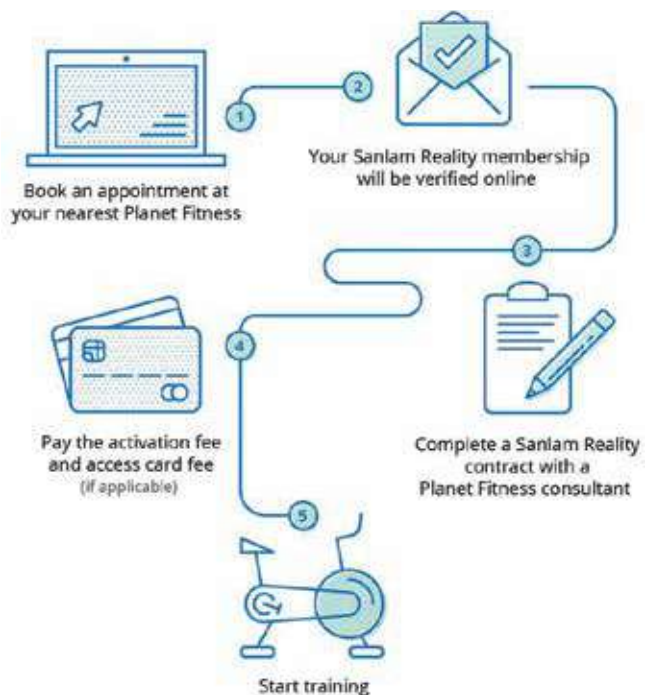 1
Book an appointment at
your nearest Planet Fitness
2
Your Sanlam Reality membership
will be verified online
3
Complete a Sanlam Reality
contract with a
Planet Fitness consultant
4
Pay the activation fee
and access card fee
(if applicable)
5
Start training